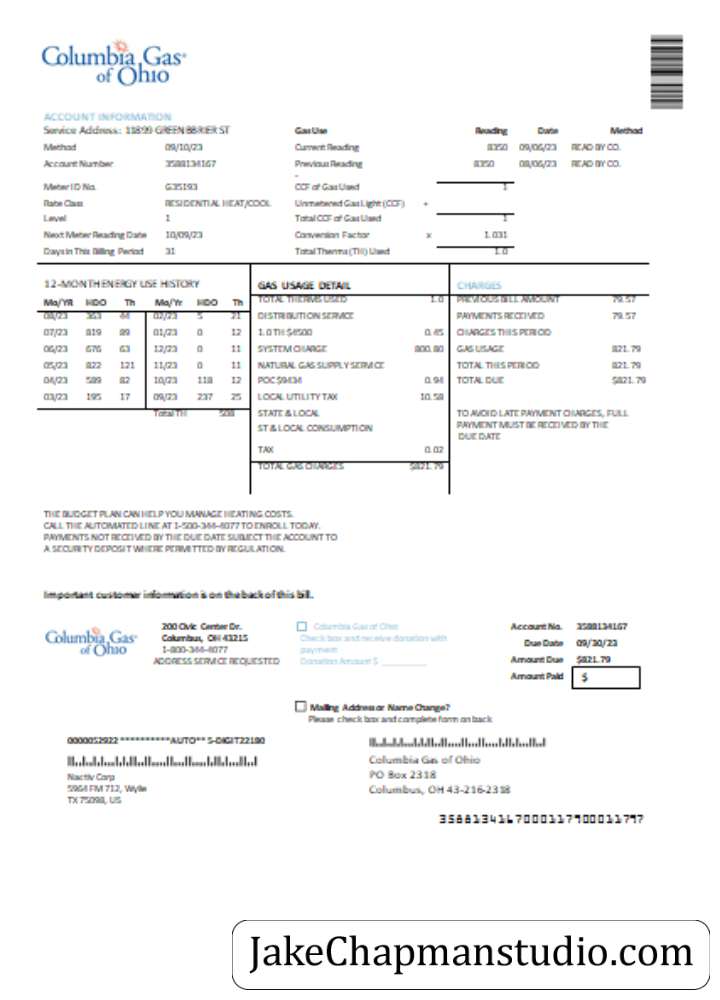 Columbia Gas®
of Ohio
ACCOUNT INFORMATION
Service Address: 11899 GREEN BBRIER ST
Method 09/10/23
Account Number 3588134167
Meter ID No. G35193
Rate Class RESIDENTIAL HEAT/COOL
Level 1
Next Meter Reading Date 10/09/23
Days in This Billing Period 31
Gas Use Reading Date Method
Current Reading 8350 09/06/23 READ BY CO.
Previous Reading 8350 08/06/23 READ BY CO.
-
CCF of Gas Used 1
Unmetered Gas Light (CCF) +
Total CCF of Gas Used 1
Conversion Factor x 1.031
Total Therms (TH) Used 1.0
12-MONTH ENERGY USE HISTORY
Mo/YR HDO Th Mo/Yr HDO Th
08/23 363 44 02/23 5 21
07/23 819 89 01/23 0 12
06/23 676 63 12/23 0 11
05/23 822 121 11/23 0 11
04/23 589 82 10/23 118 12
03/23 195 17 09/23 237 25
Total TH 508
GAS USAGE DETAIL
TOTAL THERMS USED 1.0
DISTRIBUTION SERVICE
1.0 TH $4500 0.45
SYSTEM CHARGE 800.80
NATURAL GAS SUPPLY SERVICE
POC $9434 0.94
LOCAL UTILITY TAX 10.58
STATE & LOCAL
ST & LOCAL CONSUMPTION
TAX 0.02
TOTAL GAS CHARGES $821.79
CHARGES
PREVIOUS BILL AMOUNT 79.57
PAYMENTS RECEIVED 79.57
CHARGES THIS PERIOD
GAS USAGE 821.79
TOTAL THIS PERIOD 821.79
TOTAL DUE $821.79
TO AVOID LATE PAYMENT CHARGES, FULL
PAYMENT MUST BE RECEIVED BY THE
DUE DATE
THE BUDGET PLAN CAN HELP YOU MANAGE HEATING COSTS.
CALL THE AUTOMATED LINE AT 1-500-344-4077 TO ENROLL TODAY.
PAYMENTS NOT RECEIVED BY THE DUE DATE SUBJECT THE ACCOUNT TO
A SECURITY DEPOSIT WHERE PERMITTED BY REGULATION.
Important customer information is on the back of this bill.
Columbia Gas®
of Ohio
200 Civic Center Dr.
Columbus, OH 43215
1-800-344-4077
ADDRESS SERVICE REQUESTED
Columbia Gas of Ohio
Check box and receive donation with
payment
Donation Amount $ __________
Account No. 3588134167
Due Date 09/30/23
Amount Due $821.79
Amount Paid $
Mailing Address or Name Change?
Please check box and complete form on back
0000052922 **********AUTO** 5-DIGIT22180
Nactiv Corp
5964 FM 712, Wylie
TX 75098, US
Columbia Gas of Ohio
PO Box 2318
Columbus, OH 43-216-2318
3588134167000117900011797
JakeChapmanstudio.com